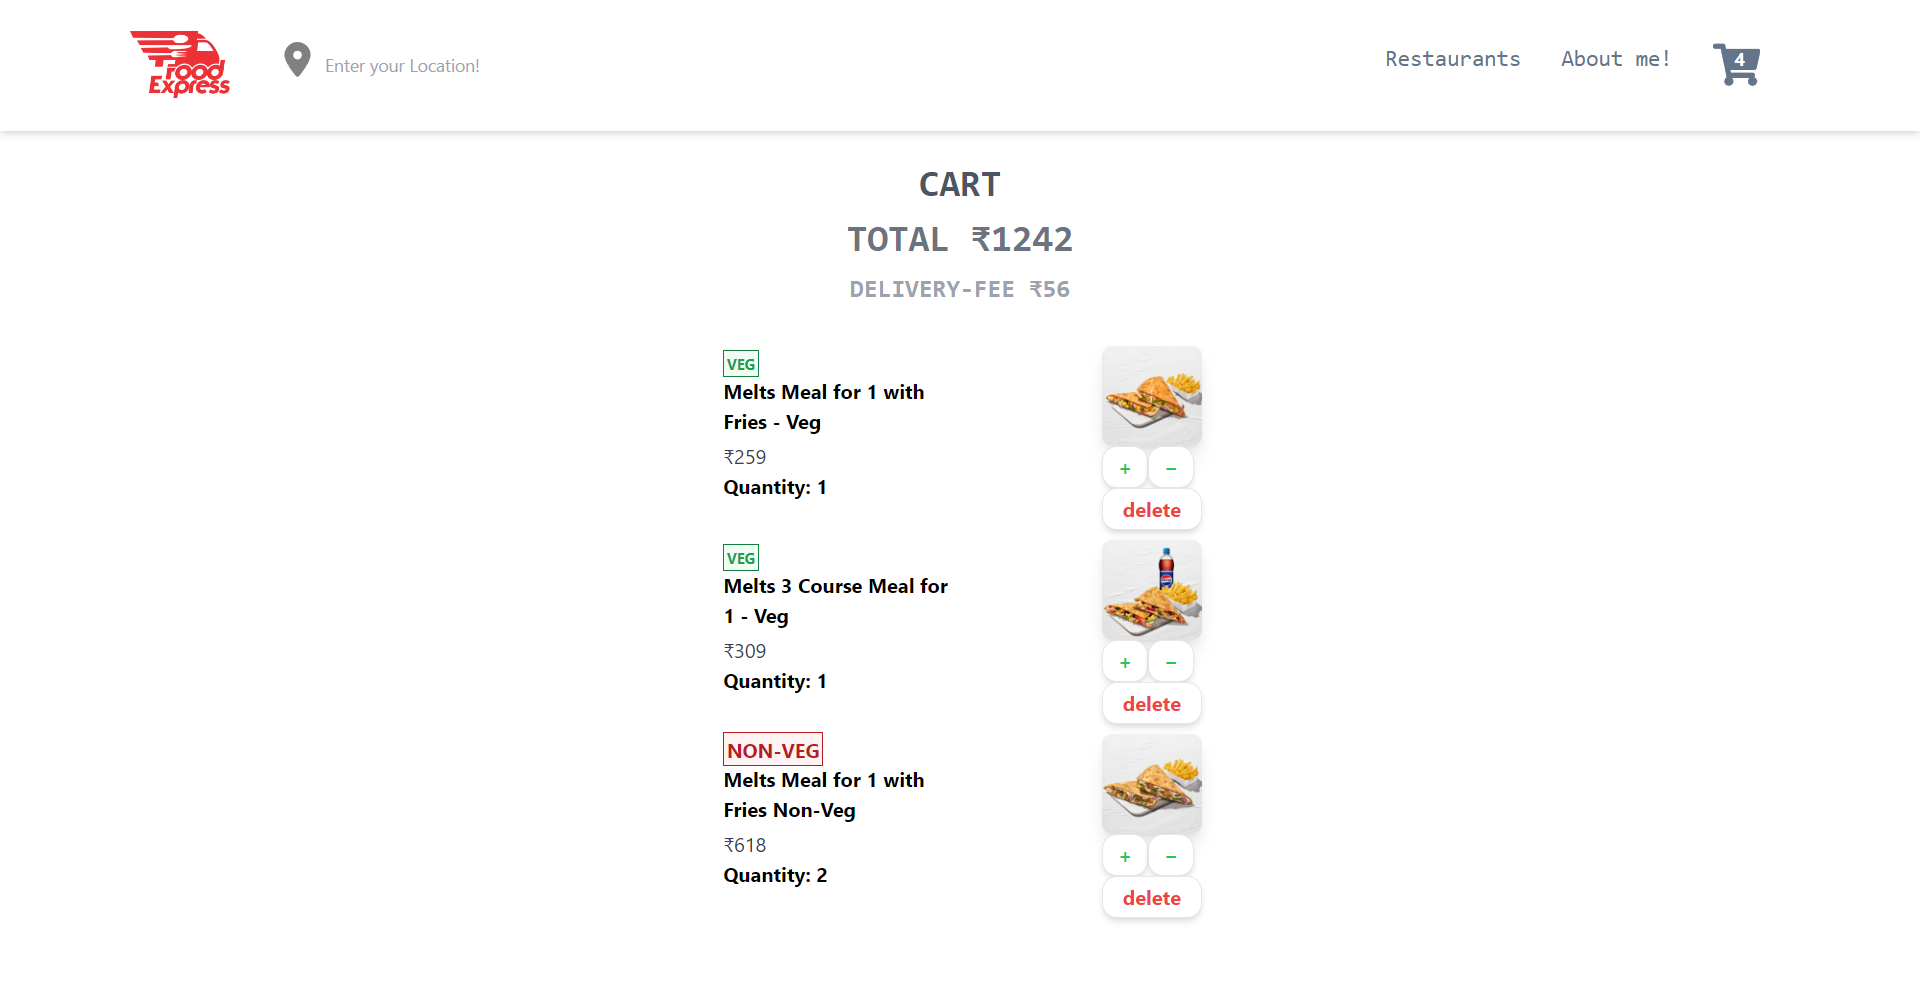 Food
Express
Enter your Location!
Restaurants
About me!
4
CART
TOTAL ₹1242
DELIVERY-FEE ₹56
VEG
Melts Meal for 1 with
Fries - Veg
₹259
Quantity: 1
+
-
delete
VEG
Melts 3 Course Meal for
1 - Veg
₹309
Quantity: 1
+
-
delete
NON-VEG
Melts Meal for 1 with
Fries Non-Veg
₹618
Quantity: 2
+
-
delete